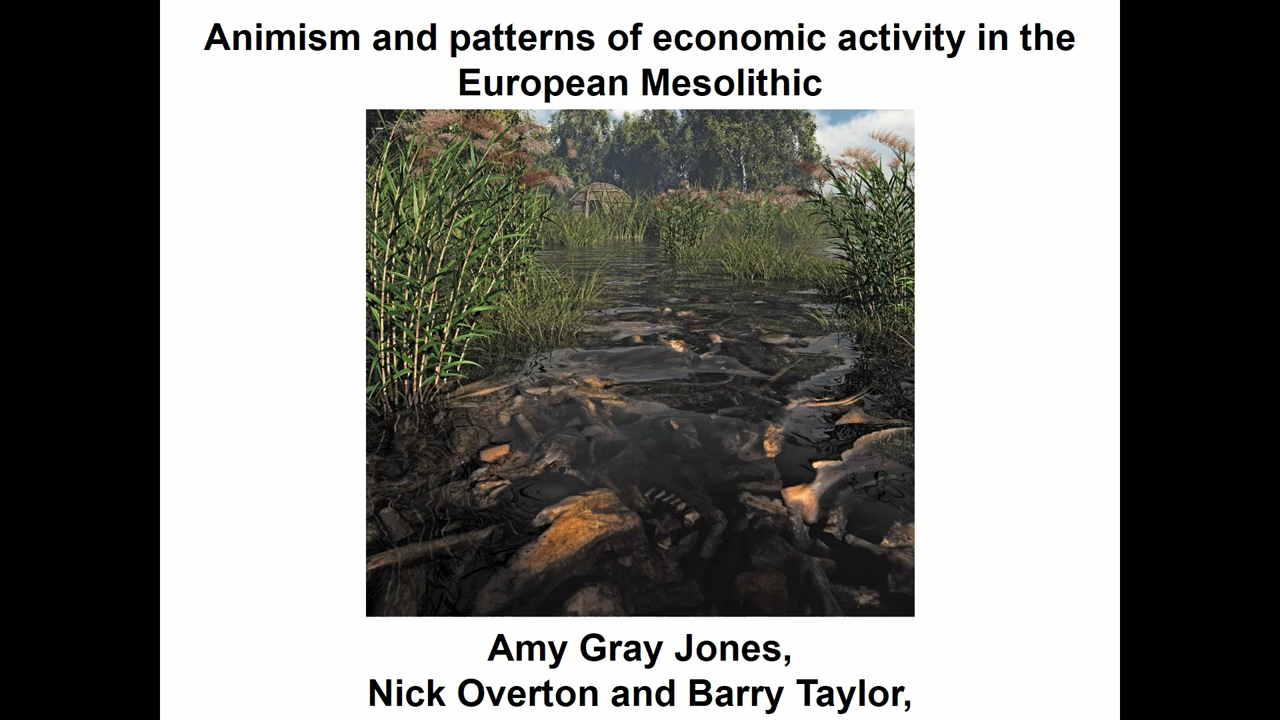 Animism and patterns of economic activity in the
European Mesolithic
Amy Gray Jones,
Nick Overton and Barry Taylor,